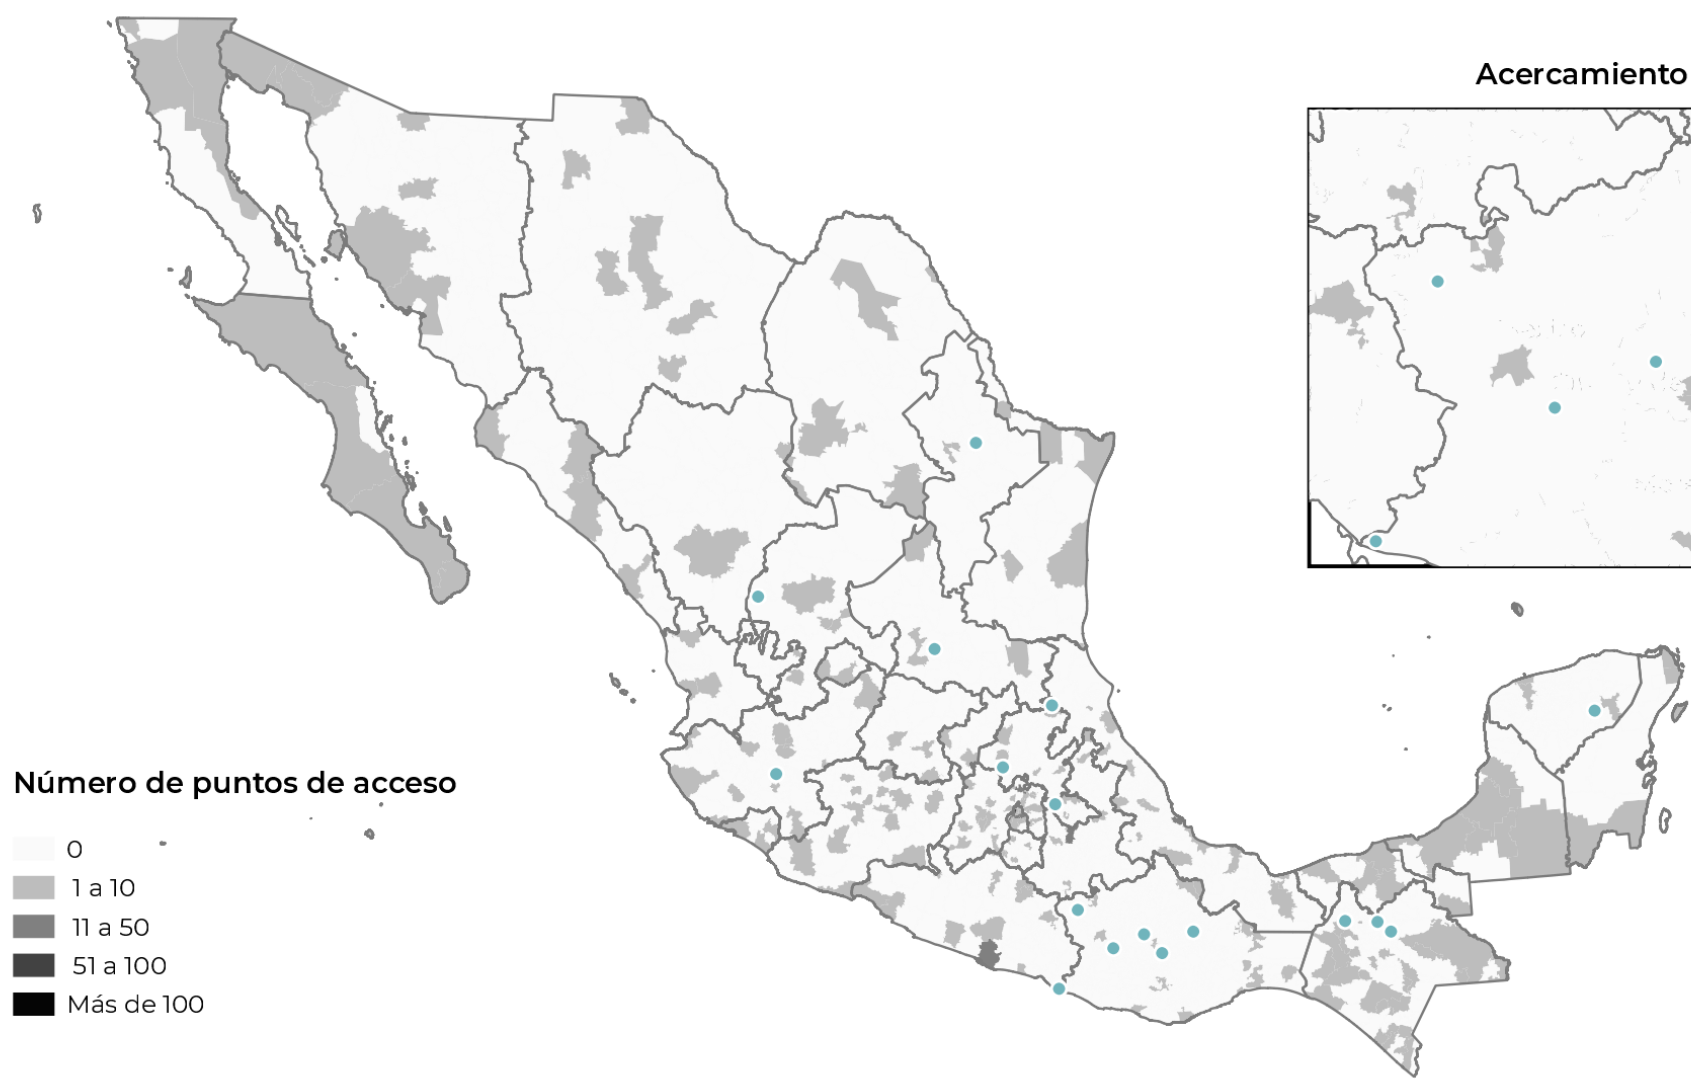 Acercamiento
Número de puntos de acceso
0
1 a 10
11 a 50
51 a 100
Más de 100